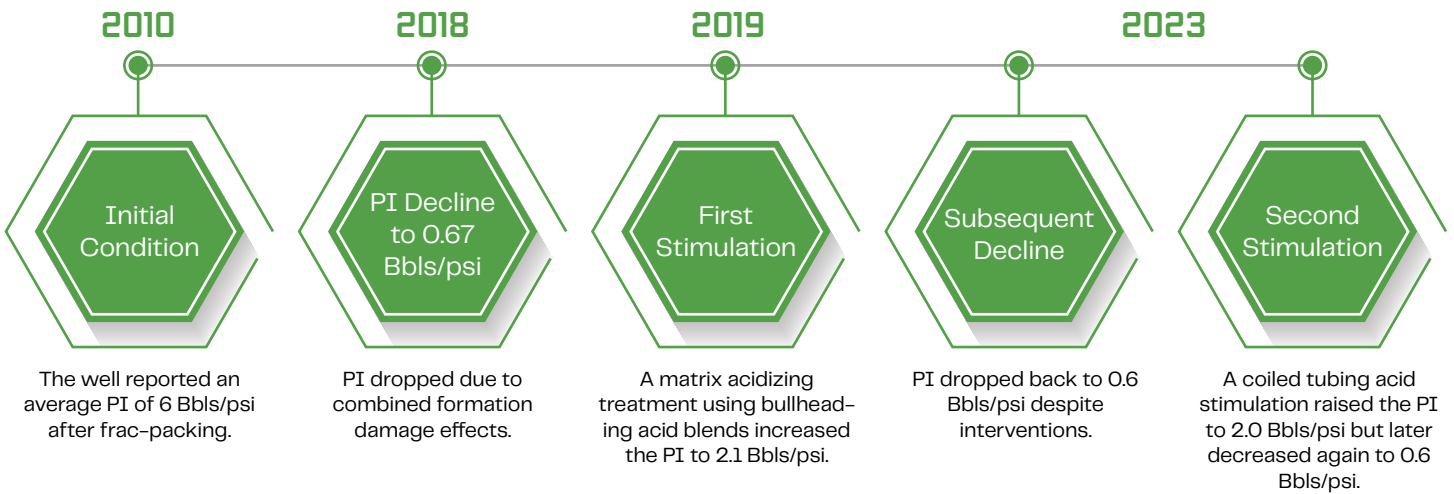 2010
2018
2019
2023
Initial
Condition
PI Decline
to 0.67
Bbls/psi
First
Stimulation
Subsequent
Decline
Second
Stimulation
The well reported an
average PI of 6 Bbls/psi
after frac-packing.
PI dropped due to
combined formation
damage effects.
A matrix acidizing
treatment using bullhead-
ing acid blends increased
the PI to 2.1 Bbls/psi.
PI dropped back to 0.6
Bbls/psi despite
interventions.
A coiled tubing acid
stimulation raised the PI
to 2.0 Bbls/psi but later
decreased again to 0.6
Bbls/psi.